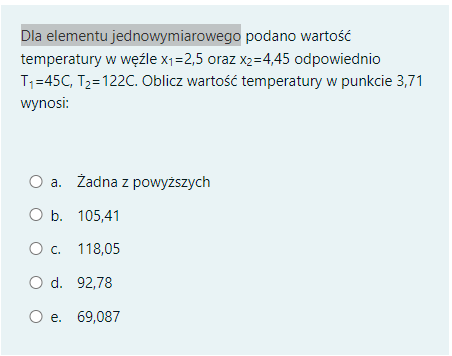 Dla elementu jednowymiarowego podano wartość
temperatury w węźle x₁=2,5 oraz x₂=4,45 odpowiednio
T₁=45C, T₂=122C. Oblicz wartość temperatury w punkcie 3,71
wynosi:
a. Żadna z powyższych
b. 105,41
c. 118,05
d. 92,78
e. 69,087